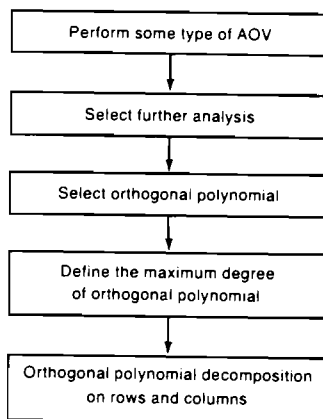 Perform some type of AOV
Select further analysis
Select orthogonal polynomial
Define the maximum degree
of orthogonal polynomial
Orthogonal polynomial decomposition
on rows and columns